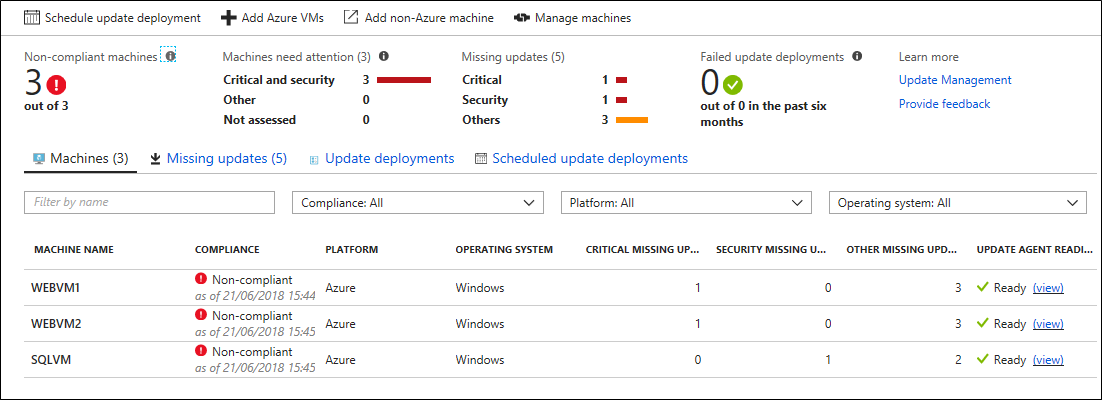 Schedule update deployment Add Azure VMs Add non-Azure machine Manage machines
Non-compliant machines
3
out of 3
Machines need attention (3)
Critical and security 3
Other 0
Not assessed 0
Missing updates (5)
Critical 1
Security 1
Others 3
Failed update deployments
0
out of 0 in the past six
months
Learn more
Update Management
Provide feedback
Machines (3) Missing updates (5) Update deployments Scheduled update deployments
Filter by name Compliance: All Platform: All Operating system: All
MACHINE NAME COMPLIANCE PLATFORM OPERATING SYSTEM CRITICAL MISSING UP... SECURITY MISSING U... OTHER MISSING UPD... UPDATE AGENT READI...
WEBVM1 Non-compliant Azure Windows 1 0 3 Ready (view)
as of 21/06/2018 15:44
WEBVM2 Non-compliant Azure Windows 1 0 3 Ready (view)
as of 21/06/2018 15:45
SQLVM Non-compliant Azure Windows 0 1 2 Ready (view)
as of 21/06/2018 15:45